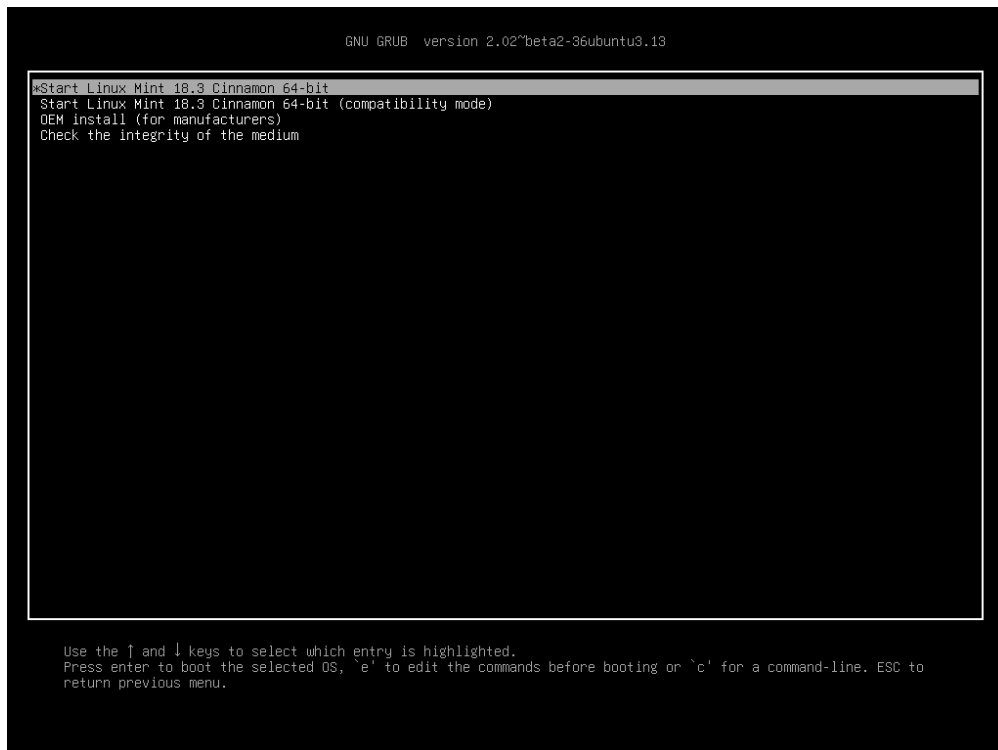 GNU GRUB  version 2.02~beta2-36ubuntu3.13
*Start Linux Mint 18.3 Cinnamon 64-bit
Start Linux Mint 18.3 Cinnamon 64-bit (compatibility mode)
OEM install (for manufacturers)
Check the integrity of the medium
Use the ↑ and ↓ keys to select which entry is highlighted.
Press enter to boot the selected OS, `e' to edit the commands before booting or `c' for a command-line. ESC to
return previous menu.